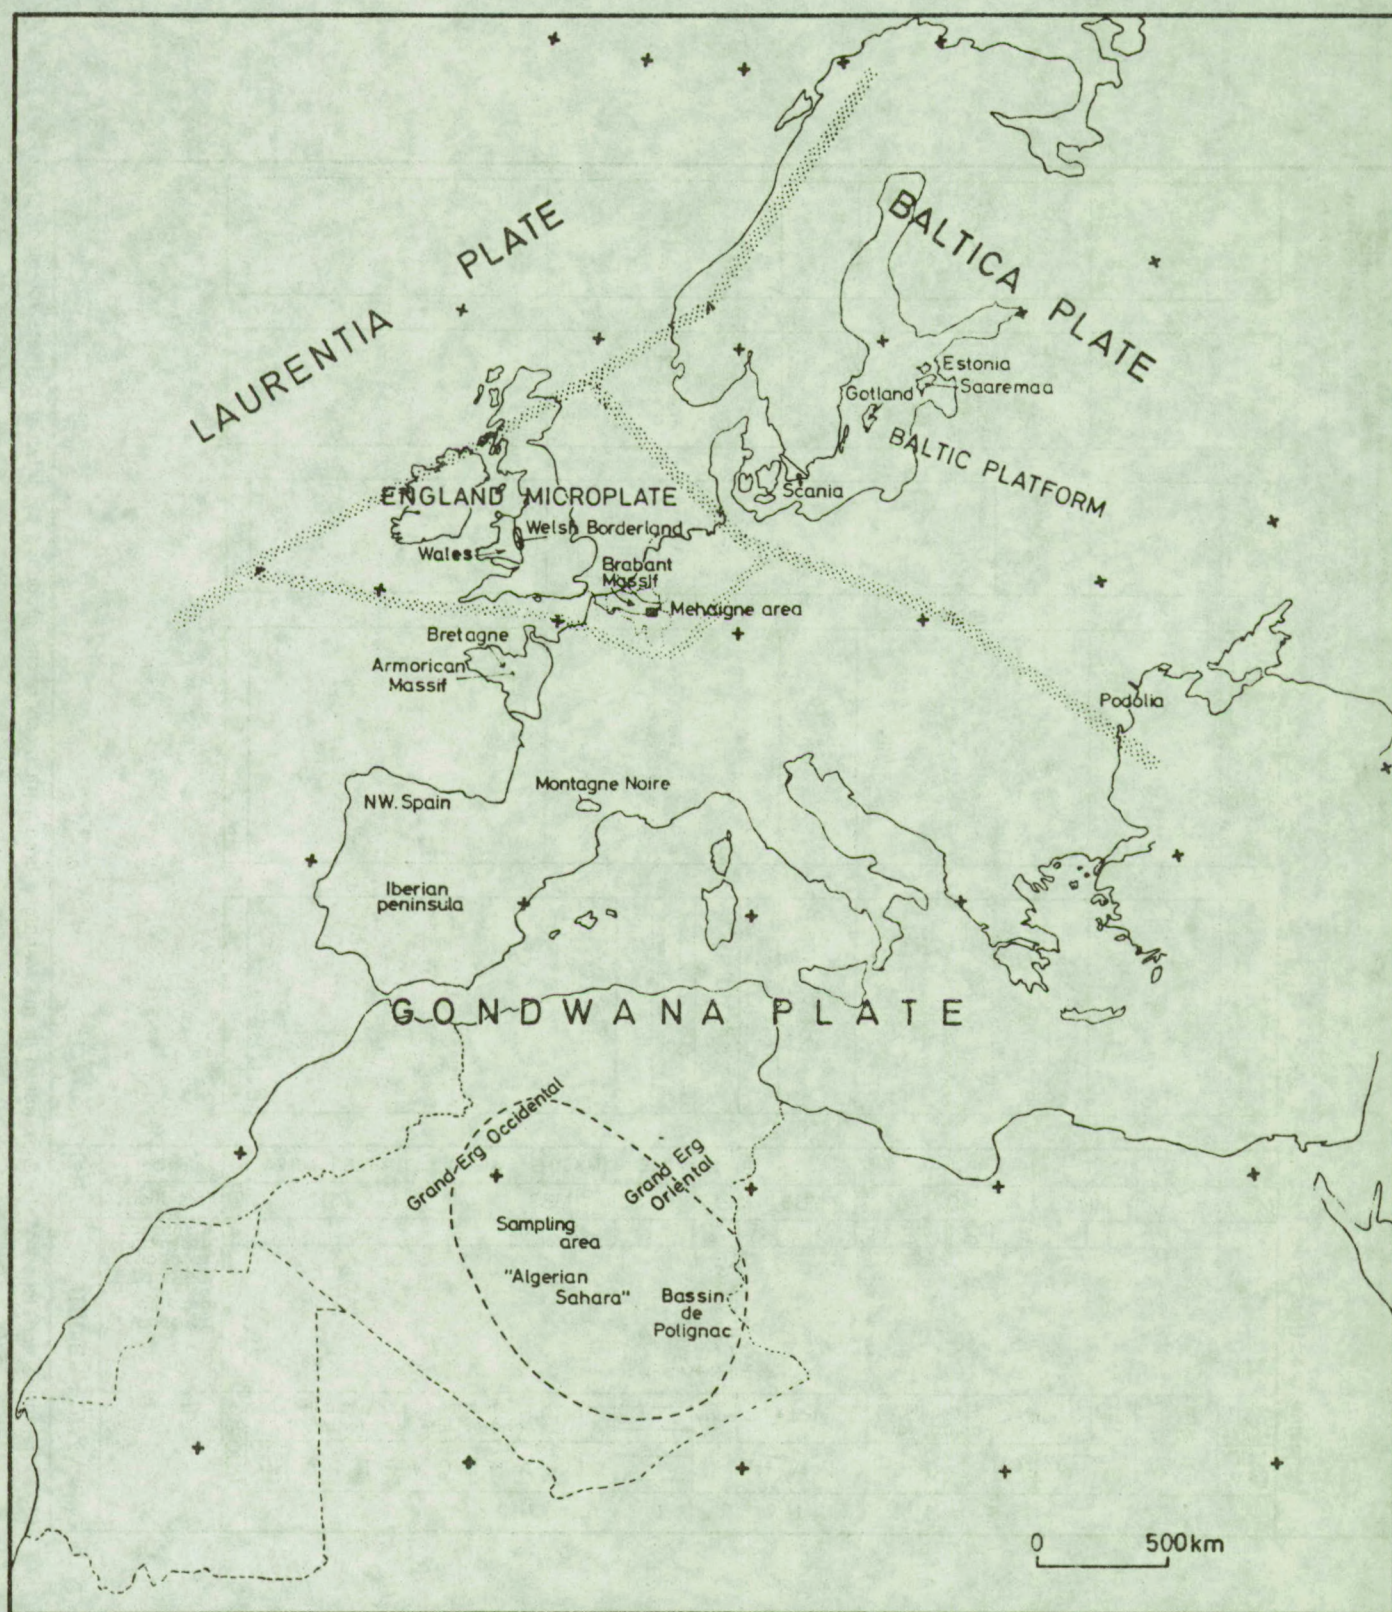 LAURENTIA PLATE
BALTICA PLATE
Estonia
Saaremaa
Gotland
BALTIC PLATFORM
Scania
ENGLAND MICROPLATE
Welsh Borderland
Wales
Brabant
Massif
Mehaigne area
Bretagne
Armorican
Massif
Podolia
Montagne Noire
NW. Spain
Iberian
peninsula
GONDWANA PLATE
Grand Erg Occidental
Grand Erg
Oriental
Sampling
area
"Algerian
Sahara"
Bassin
de
Polignac
0 500km